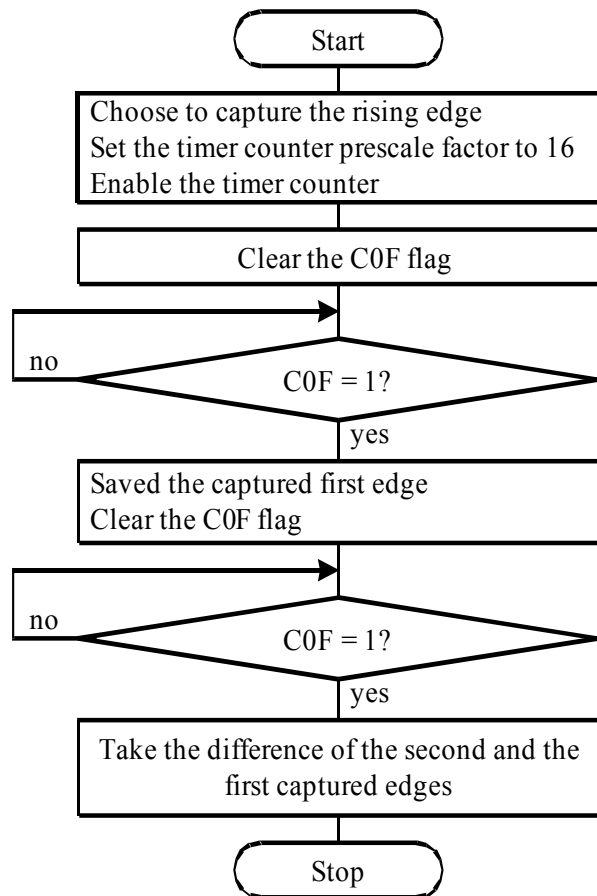 Start
Choose to capture the rising edge
Set the timer counter prescale factor to 16
Enable the timer counter
Clear the C0F flag
no
C0F = 1?
yes
Saved the captured first edge
Clear the C0F flag
no
C0F = 1?
yes
Take the difference of the second and the
first captured edges
Stop